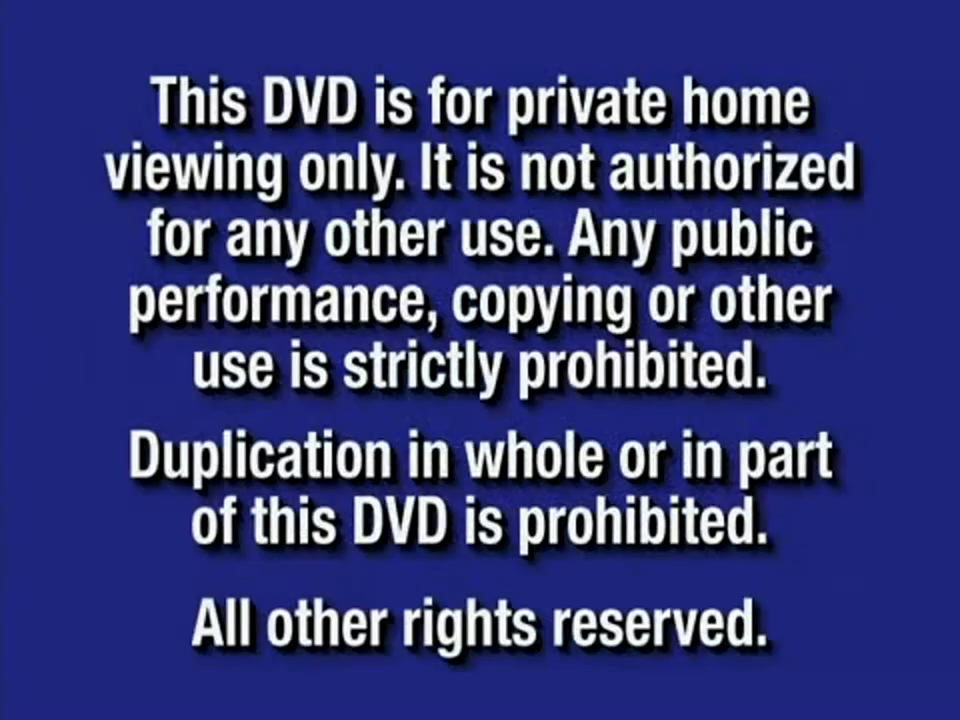 This DVD is for private home
viewing only. It is not authorized
for any other use. Any public
performance, copying or other
use is strictly prohibited.
Duplication in whole or in part
of this DVD is prohibited.
All other rights reserved.